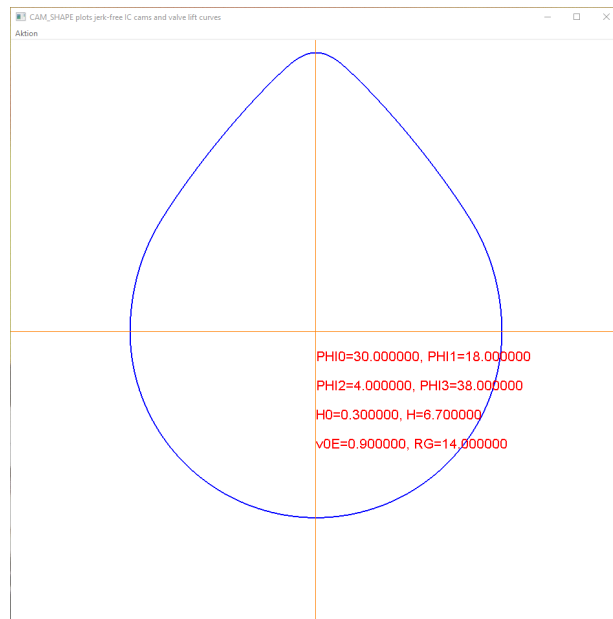 CAM_SHAPE plots jerk-free IC cams and valve lift curves
Aktion
PHI0=30.000000, PHI1=18.000000
PHI2=4.000000, PHI3=38.000000
H0=0.300000, H=6.700000
v0E=0.900000, RG=14.000000